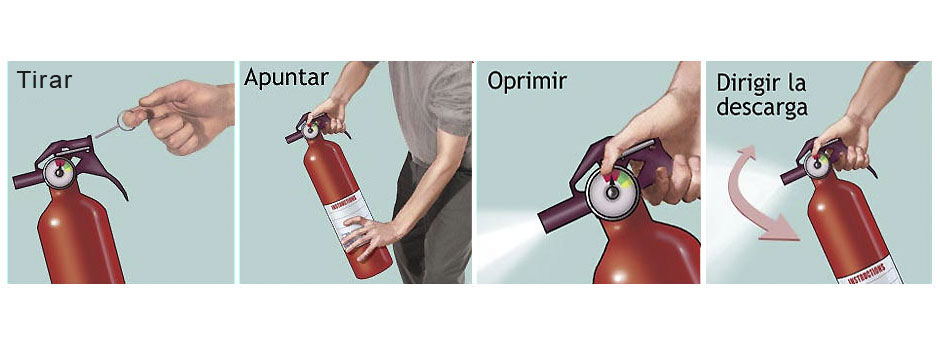 Tirar
Apuntar
INSTRUCTIONS
Oprimir
Dirigir la
descarga
INSTRUCTIONS